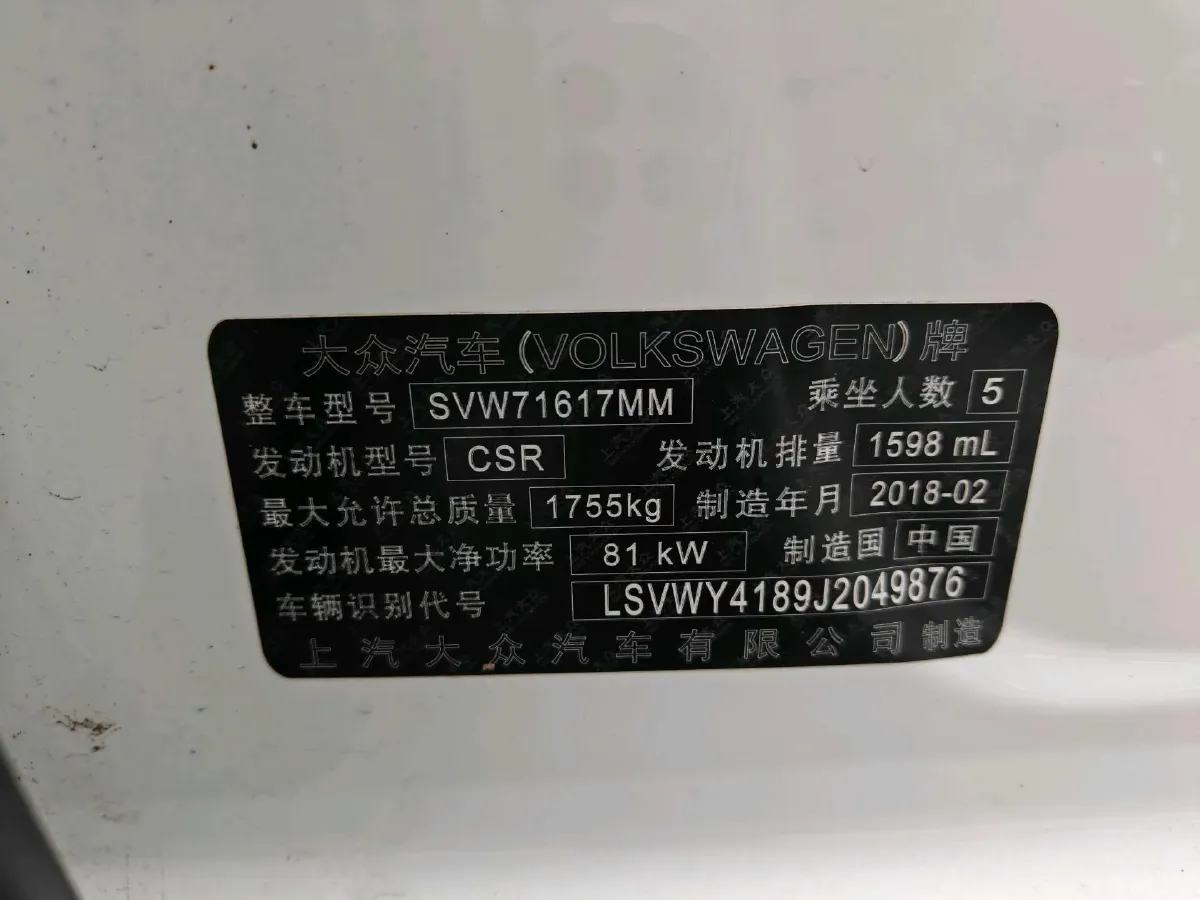 大众汽车(VOLKSWAGEN)牌
整车型号 SVW71617MM 乘坐人数 5
发动机型号 CSR 发动机排量 1598 mL
最大允许总质量 1755kg 制造年月 2018-02
发动机最大净功率 81 kW 制造国 中国
车辆识别代号 LSVWY4189J2049876
上汽大众汽车有限公司制造